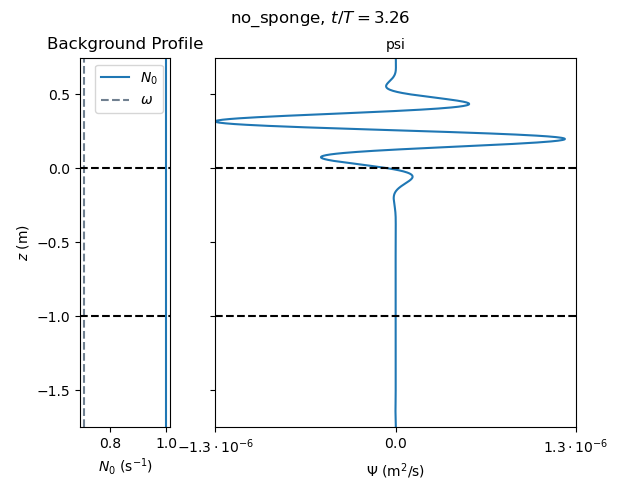 no_sponge, t/T = 3.26
Background Profile
psi
N₀
ω
0.5
0.0
−0.5
−1.0
−1.5
z (m)
0.8
1.0
N₀ (s⁻¹)
−1.3 · 10⁻⁶
0.0
1.3 · 10⁻⁶
Ψ (m²/s)